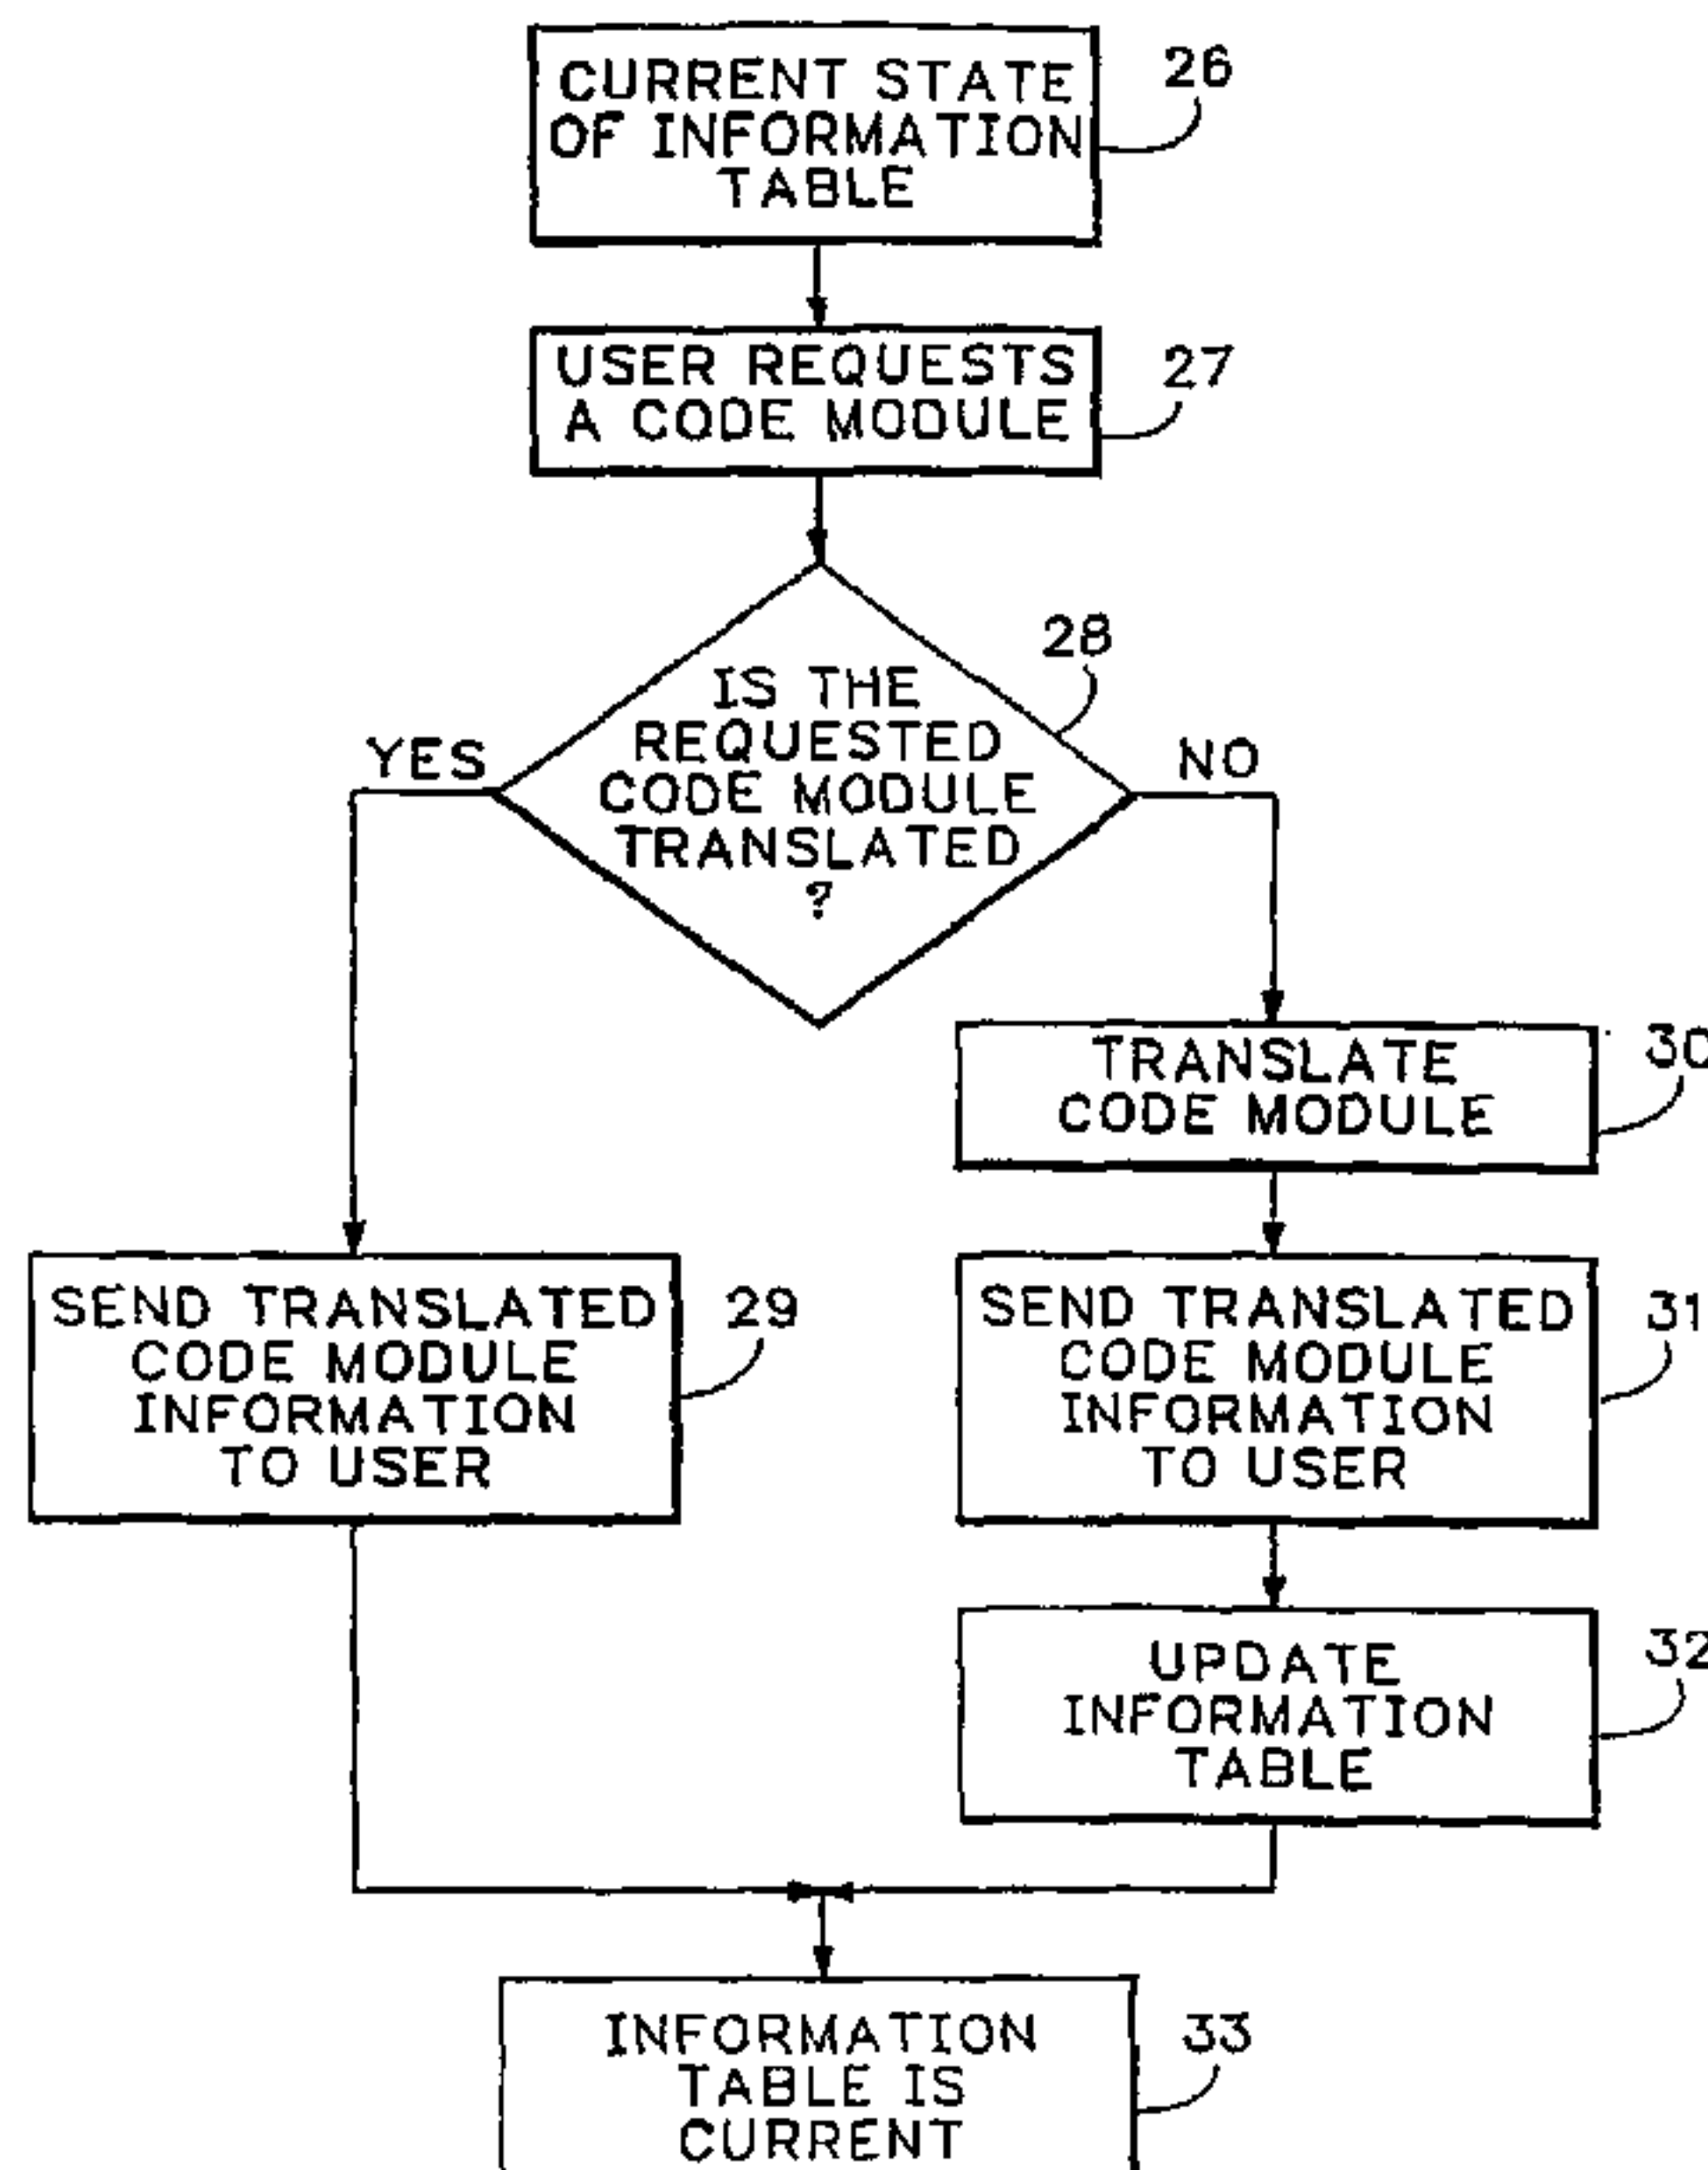 CURRENT STATE
OF INFORMATION
TABLE
26
USER REQUESTS
A CODE MODULE
27
IS THE
REQUESTED
CODE MODULE
TRANSLATED
?
28
YES
NO
TRANSLATE
CODE MODULE
30
SEND TRANSLATED
CODE MODULE
INFORMATION
TO USER
29
SEND TRANSLATED
CODE MODULE
INFORMATION
TO USER
31
UPDATE
INFORMATION
TABLE
32
INFORMATION
TABLE IS
CURRENT
33